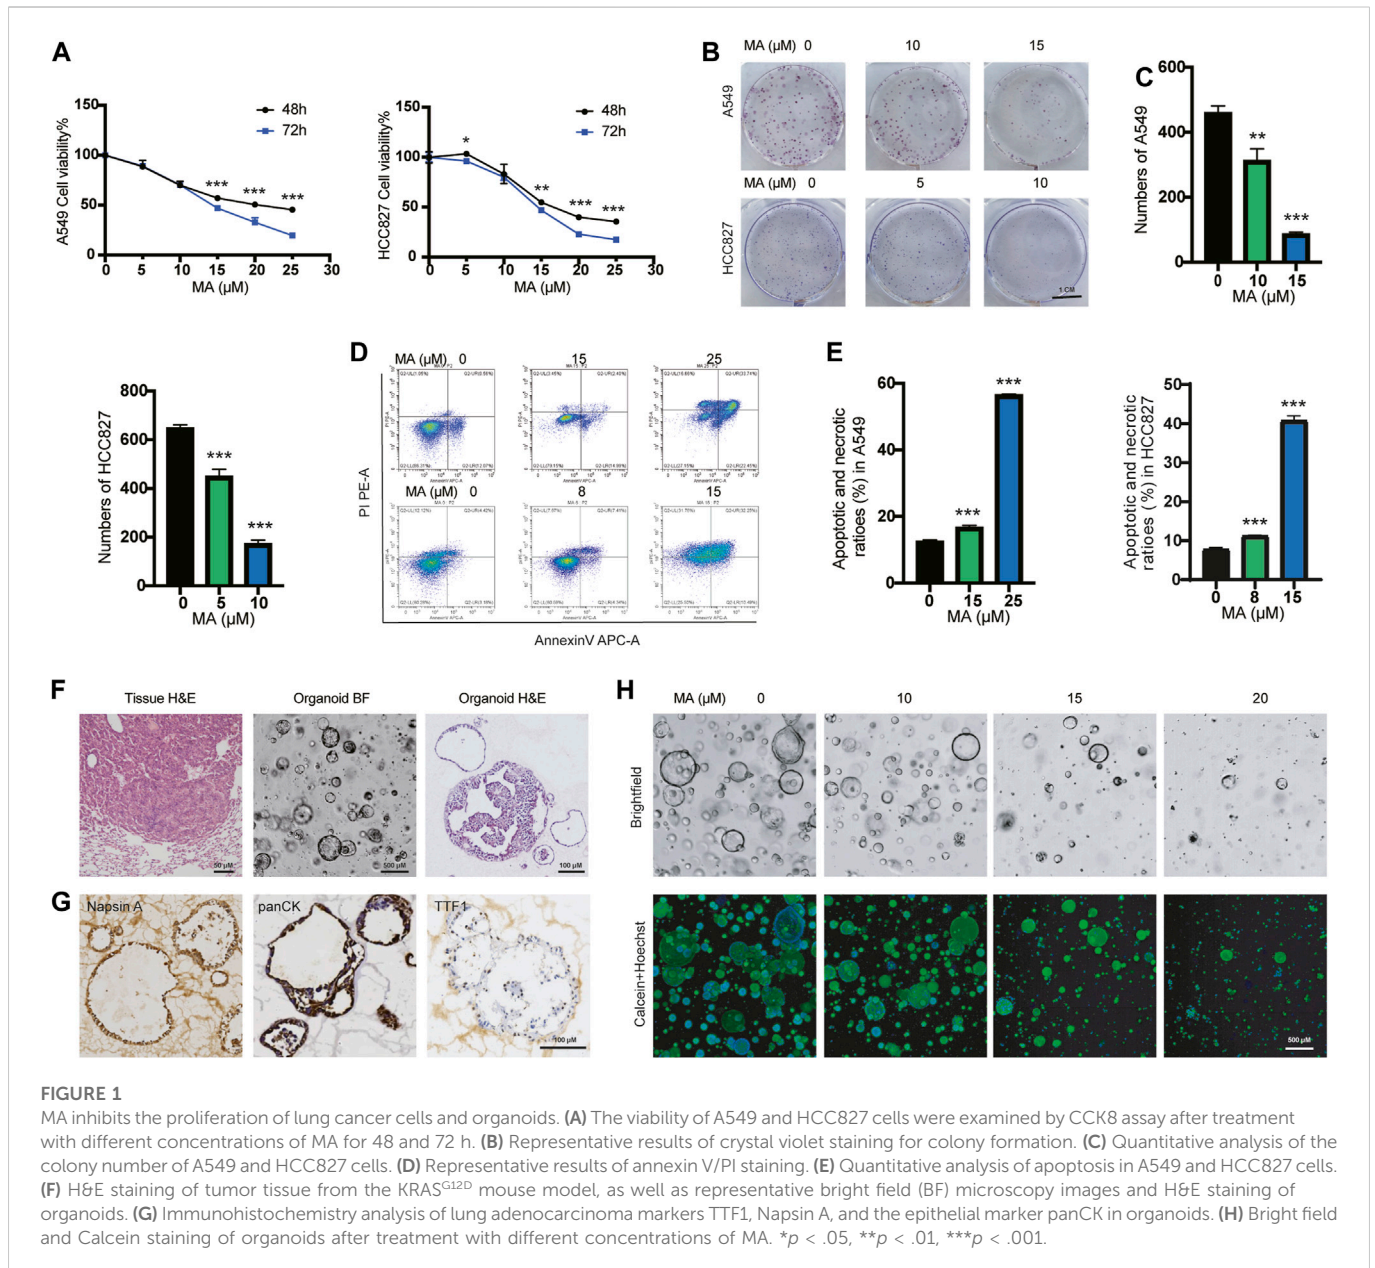 A
150
100
50
0
A549 Cell viability%
48h
72h
*** *** ***
0 5 10 15 20 25 30
MA (µM)
150
100
50
0
HCC827 Cell viability%
48h
72h
* ** *** ***
0 5 10 15 20 25 30
MA (µM)
B
MA (µM) 0 10 15
A549
MA (µM) 0 5 10
HCC827
1 CM
C
600
400
200
0
Numbers of A549
** ***
0 10 15
MA (µM)
800
600
400
200
0
Numbers of HCC827
*** ***
0 5 10
MA (µM)
D
MA (µM) 0 15 25
MA (µM) 0 8 15
PI PE-A
AnnexinV APC-A
E
60
40
20
0
Apoptotic and necrotic
ratioes (%) in A549
*** ***
0 15 25
MA (µM)
50
40
30
20
10
0
Apoptotic and necrotic
ratioes (%) in HCC827
*** ***
0 8 15
MA (µM)
F
Tissue H&E Organoid BF Organoid H&E
50 µM 500 µM 100 µM
G
Napsin A panCK TTF1
100 µM
H
MA (µM) 0 10 15 20
Brightfield
Calcein+Hoechst
500 µM
FIGURE 1
MA inhibits the proliferation of lung cancer cells and organoids. (A) The viability of A549 and HCC827 cells were examined by CCK8 assay after treatment
with different concentrations of MA for 48 and 72 h. (B) Representative results of crystal violet staining for colony formation. (C) Quantitative analysis of the
colony number of A549 and HCC827 cells. (D) Representative results of annexin V/PI staining. (E) Quantitative analysis of apoptosis in A549 and HCC827 cells.
(F) H&E staining of tumor tissue from the KRASG12D mouse model, as well as representative bright field (BF) microscopy images and H&E staining of
organoids. (G) Immunohistochemistry analysis of lung adenocarcinoma markers TTF1, Napsin A, and the epithelial marker panCK in organoids. (H) Bright field
and Calcein staining of organoids after treatment with different concentrations of MA. *p < .05, **p < .01, ***p < .001.